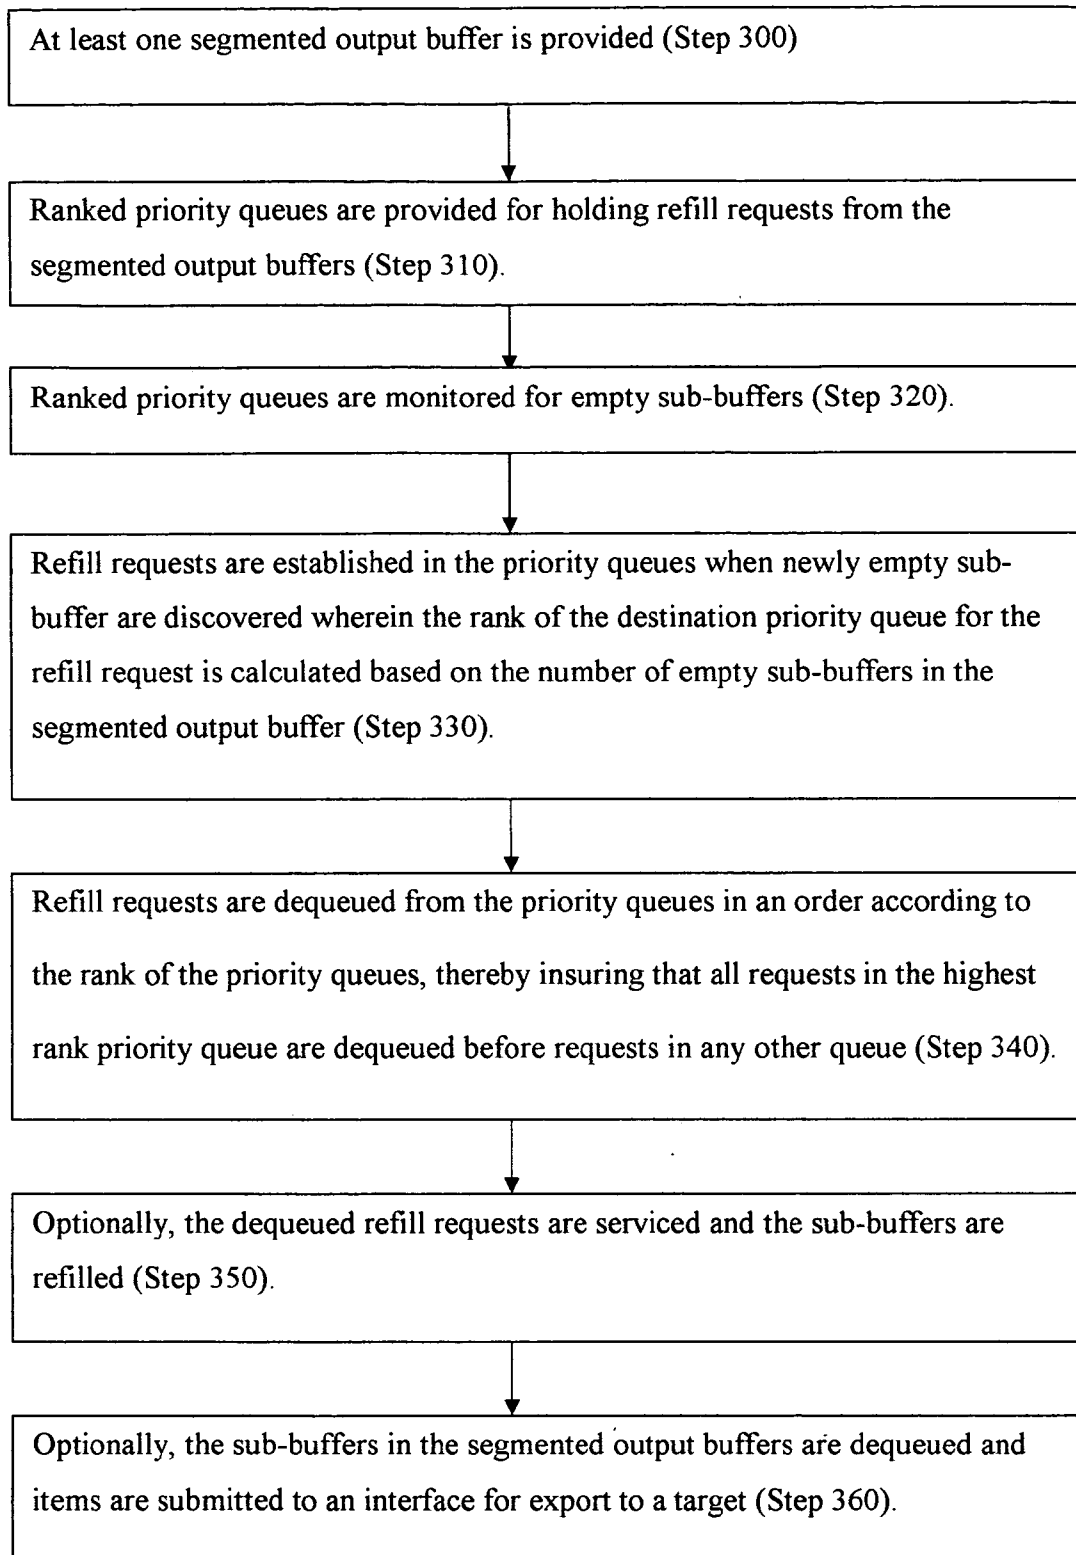 At least one segmented output buffer is provided (Step 300)
Ranked priority queues are provided for holding refill requests from the
segmented output buffers (Step 310).
Ranked priority queues are monitored for empty sub-buffers (Step 320).
Refill requests are established in the priority queues when newly empty sub-
buffer are discovered wherein the rank of the destination priority queue for the
refill request is calculated based on the number of empty sub-buffers in the
segmented output buffer (Step 330).
Refill requests are dequeued from the priority queues in an order according to
the rank of the priority queues, thereby insuring that all requests in the highest
rank priority queue are dequeued before requests in any other queue (Step 340).
Optionally, the dequeued refill requests are serviced and the sub-buffers are
refilled (Step 350).
Optionally, the sub-buffers in the segmented output buffers are dequeued and
items are submitted to an interface for export to a target (Step 360).